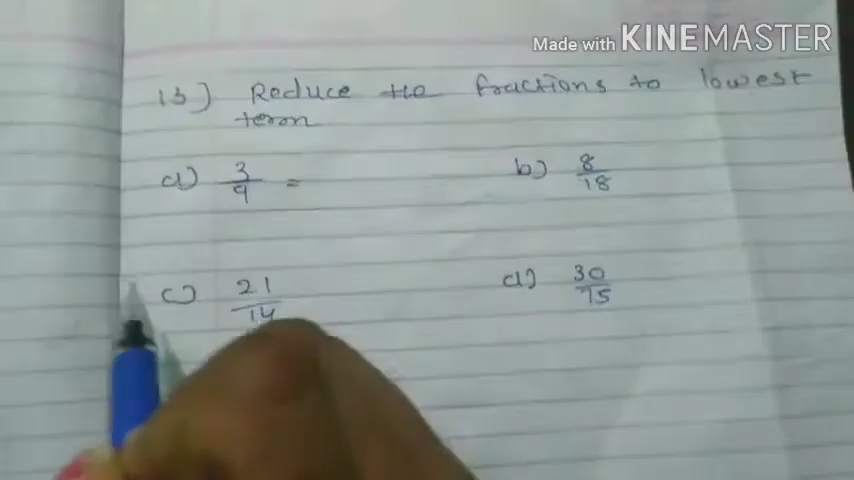 Made with KINEMASTER
13) Reduce the fractions to lowest
term
a) 3/9 = b) 8/18
c) 21/14 d) 30/75